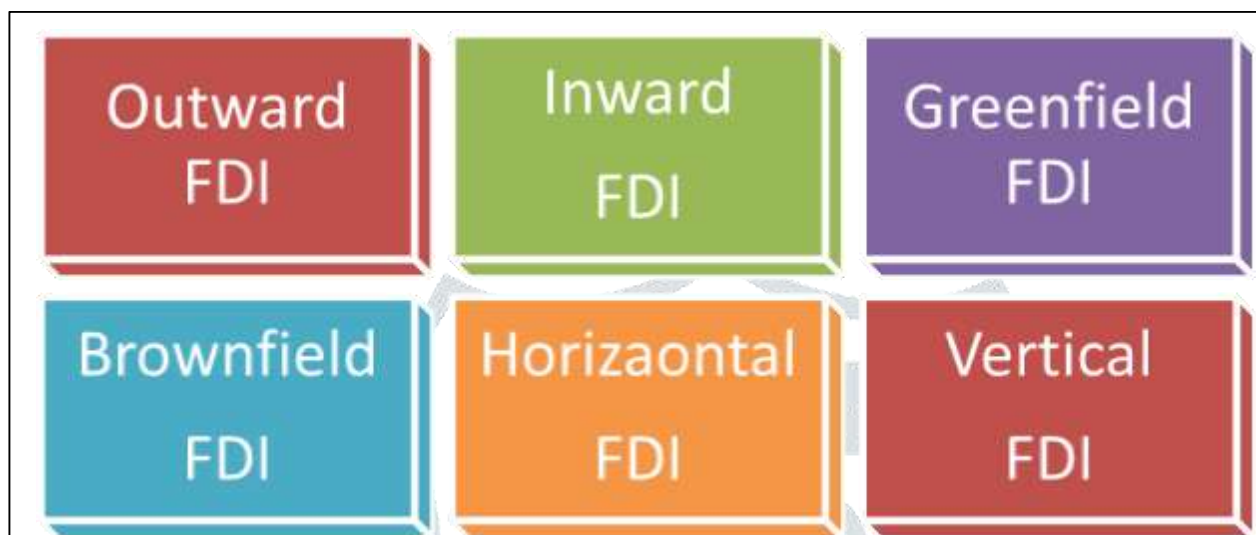 Outward
FDI
Inward
FDI
Greenfield
FDI
Brownfield
FDI
Horizaontal
FDI
Vertical
FDI